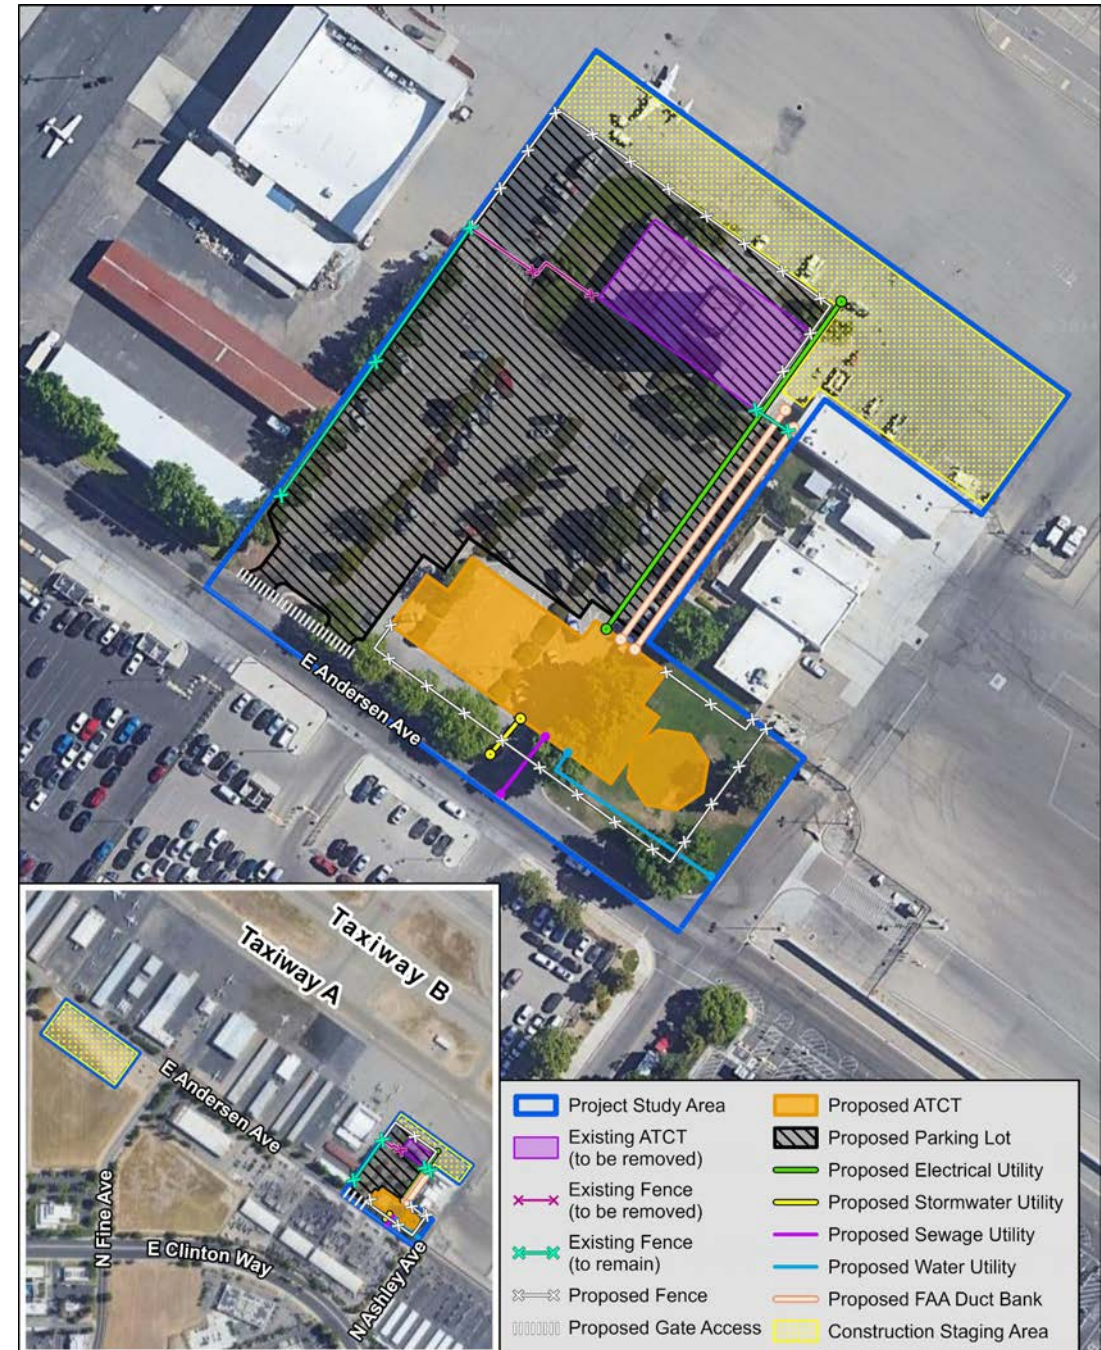 E Andersen Ave
Taxiway B
Taxiway A
E Andersen Ave
N Fine Ave
E Clinton Way
N Ashley Ave
Project Study Area
Existing ATCT
(to be removed)
Existing Fence
(to be removed)
Existing Fence
(to remain)
Proposed Fence
Proposed Gate Access
Proposed ATCT
Proposed Parking Lot
Proposed Electrical Utility
Proposed Stormwater Utility
Proposed Sewage Utility
Proposed Water Utility
Proposed FAA Duct Bank
Construction Staging Area